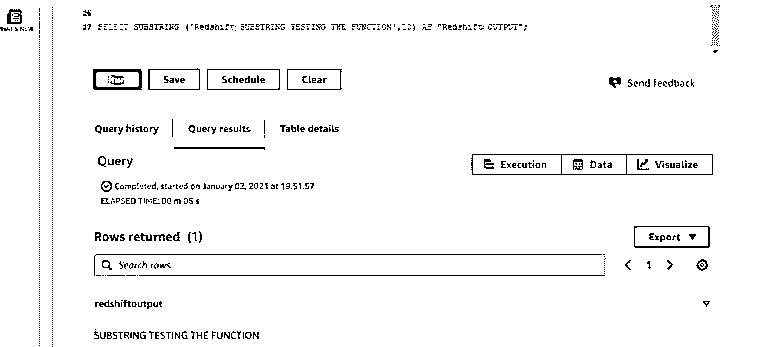 WHAT'S NEW
26
27 SELECT SUBSTRING ('Redshift; SUBSTRING TESTING THE FUNCTION',10) AS "Redshift OUTPUT";
Save
Schedule
Clear
Send feedback
Query history
Query results
Table details
Query
Execution
Data
Visualize
Completed, started on January 02, 2021 at 19:51:57
ELAPSED TIME: 00 m 05 s
Rows returned (1)
Export
Search rows
1
redshiftoutput
SUBSTRING TESTING THE FUNCTION